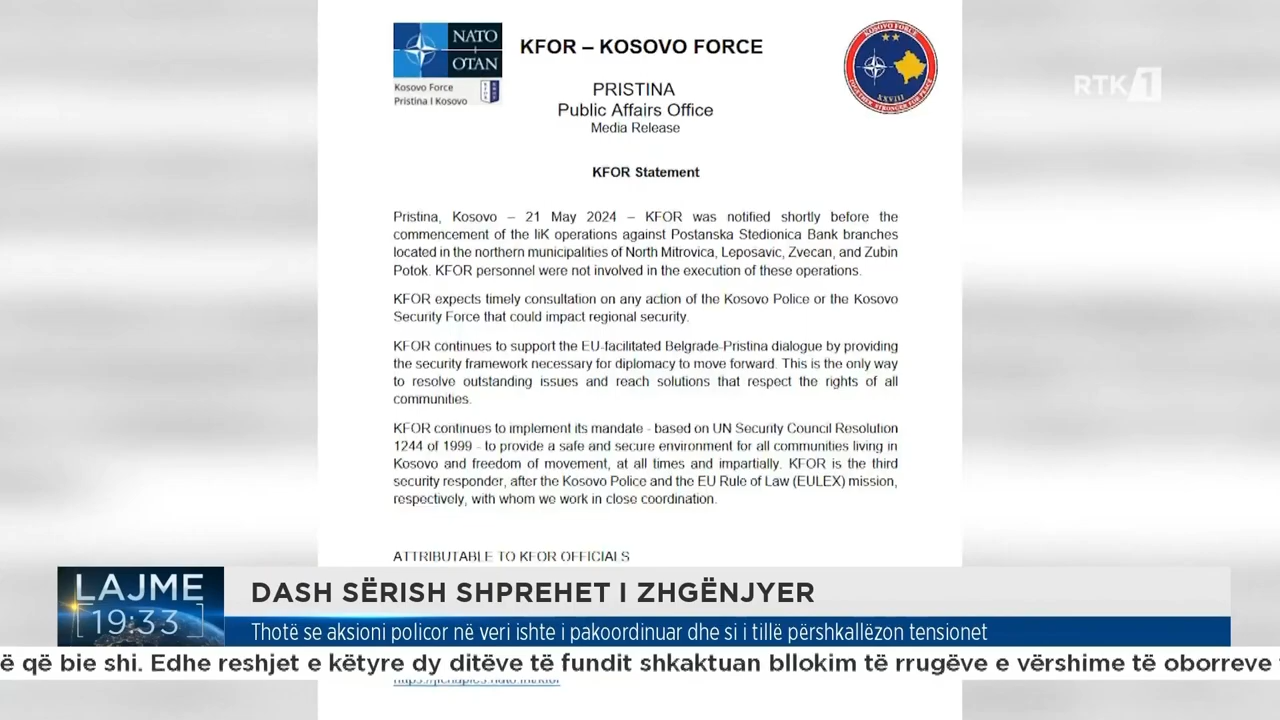 NATO
OTAN
Kosovo Force
Pristina I Kosovo
KFOR – KOSOVO FORCE
PRISTINA
Public Affairs Office
Media Release
KOSOVO FORCE
XXVIII
RTK1
KFOR Statement
Pristina, Kosovo – 21 May 2024 – KFOR was notified shortly before the
commencement of the IiK operations against Postanska Stedionica Bank branches
located in the northern municipalities of North Mitrovica, Leposavic, Zvecan, and Zubin
Potok. KFOR personnel were not involved in the execution of these operations.
KFOR expects timely consultation on any action of the Kosovo Police or the Kosovo
Security Force that could impact regional security.
KFOR continues to support the EU-facilitated Belgrade-Pristina dialogue by providing
the security framework necessary for diplomacy to move forward. This is the only way
to resolve outstanding issues and reach solutions that respect the rights of all
communities.
KFOR continues to implement its mandate - based on UN Security Council Resolution
1244 of 1999 - to provide a safe and secure environment for all communities living in
Kosovo and freedom of movement, at all times and impartially. KFOR is the third
security responder, after the Kosovo Police and the EU Rule of Law (EULEX) mission,
respectively, with whom we work in close coordination.
ATTRIBUTABLE TO KFOR OFFICIALS
LAJME
19:33
DASH SËRISH SHPREHET I ZHGËNJYER
Thotë se aksioni policor në veri ishte i pakoordinuar dhe si i tillë përshkallëzon tensionet
ë që bie shi. Edhe reshjet e këtyre dy ditëve të fundit shkaktuan bllokim të rrugëve e vërshime të oborreve